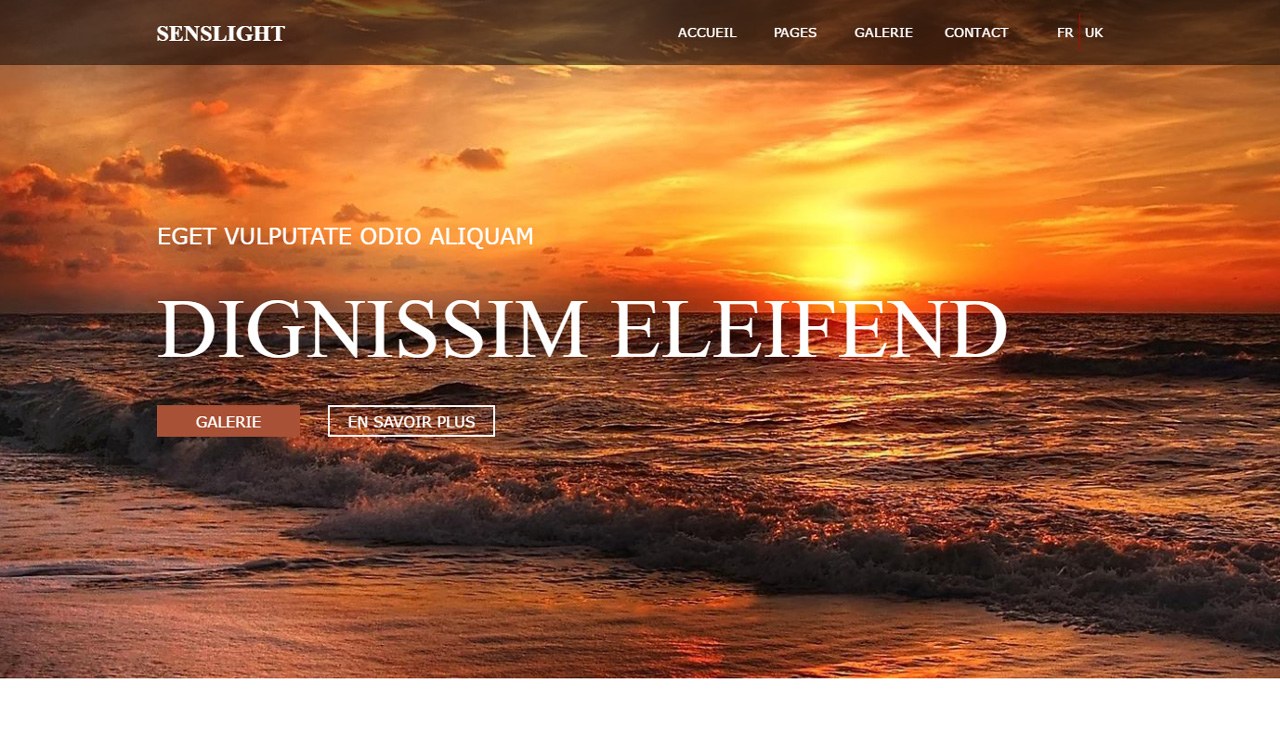 SENSLIGHT
ACCUEIL PAGES GALERIE CONTACT FR UK
EGET VULPUTATE ODIO ALIQUAM
DIGNISSIM ELEIFEND
GALERIE EN SAVOIR PLUS